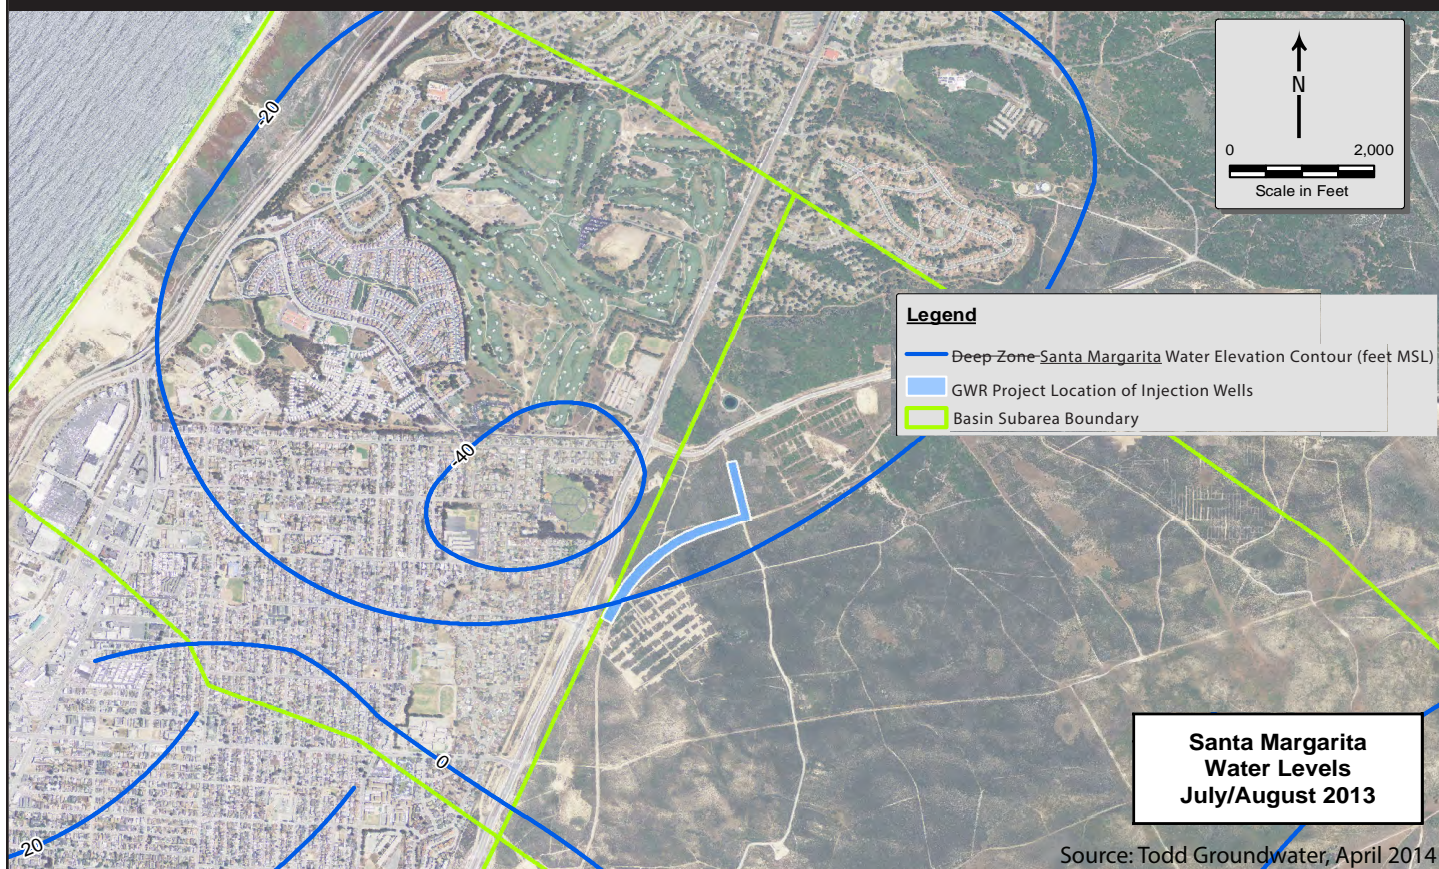 -20
N
0 2,000
Scale in Feet
Legend
Deep Zone Santa Margarita Water Elevation Contour (feet MSL)
GWR Project Location of Injection Wells
Basin Subarea Boundary
-40
0
20
Santa Margarita
Water Levels
July/August 2013
Source: Todd Groundwater, April 2014